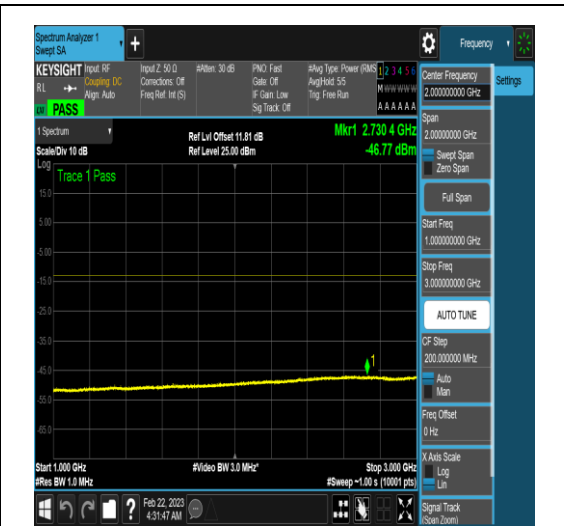 Spectrum Analyzer 1
Swept SA
+
Frequency
KEYSIGHT
Input: RF
Coupling: DC
Align: Auto
RL
LXI
PASS
Input Z: 50 Ω
Corrections: Off
Freq Ref: Int (S)
#Atten: 30 dB
PNO: Fast
Gate: Off
IF Gain: Low
Sig Track: Off
#Avg Type: Power (RMS
Avg|Hold: 5/5
Trig: Free Run
1 2 3 4 5 6
M W W W W W
A A A A A A
1 Spectrum
Scale/Div 10 dB
Ref Lvl Offset 11.81 dB
Ref Level 25.00 dBm
Mkr1 2.730 4 GHz
-46.77 dBm
Log
Trace 1 Pass
15.0
5.00
-5.00
-15.0
-25.0
-35.0
-45.0
-55.0
-65.0
1
Start 1.000 GHz
#Res BW 1.0 MHz
#Video BW 3.0 MHz*
Stop 3.000 GHz
#Sweep ~1.00 s (10001 pts)
?
Feb 22, 2023
4:31:47 AM
Center Frequency
2.000000000 GHz
Settings
Span
2.00000000 GHz
Swept Span
Zero Span
Full Span
Start Freq
1.000000000 GHz
Stop Freq
3.000000000 GHz
AUTO TUNE
CF Step
200.000000 MHz
Auto
Man
Freq Offset
0 Hz
X Axis Scale
Log
Lin
Signal Track
(Span Zoom)